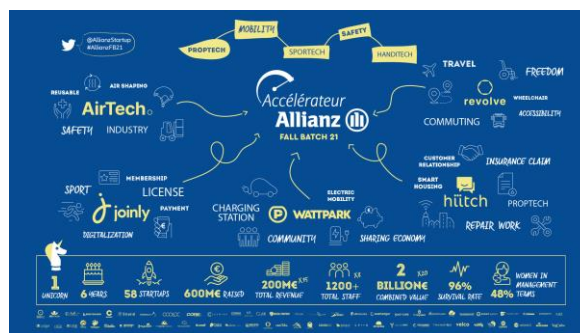 @AllianzStartup
#AllianzFB21
PROPTECH
MOBILITY
SPORTECH
SAFETY
HANDITECH
Accélérateur
Allianz
FALL BATCH 21
REUSABLE
AIR SHAPING
AirTech
SAFETY
INDUSTRY
TRAVEL
FREEDOM
revolve
WHEELCHAIR
ACCESSIBILITY
COMMUTING
SPORT
MEMBERSHIP
LICENSE
joinly
PAYMENT
DIGITALIZATION
CHARGING
STATION
ELECTRIC
MOBILITY
WATTPARK
COMMUNITY
SHARING ECONOMY
CUSTOMER
RELATIONSHIP
INSURANCE CLAIM
SMART
HOUSING
hütch
PROPTECH
REPAIR WORK
1
UNICORN
6 YEARS
58 STARTUPS
600M€ RAISED
200M€
TOTAL REVENUE
1200+
TOTAL STAFF
2
BILLION€
COMBINED VALUE
96%
SURVIVAL RATE
WOMEN IN
MANAGEMENT
48% TEAMS